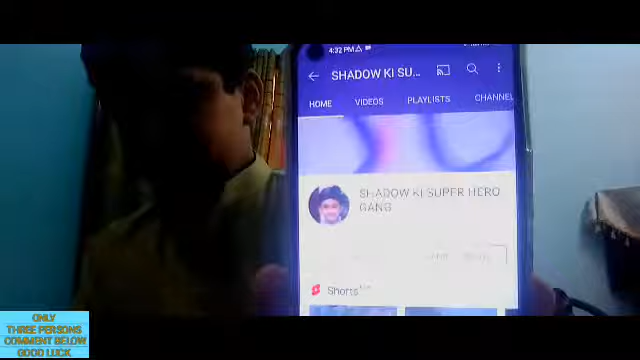 4:32 PM
SHADOW KI SU...
HOME VIDEOS PLAYLISTS CHANNEL
SHADOW KI SUPER HERO
GANG
Shorts
ONLY
THREE PERSONS
COMMENT BELOW
GOOD LUCK